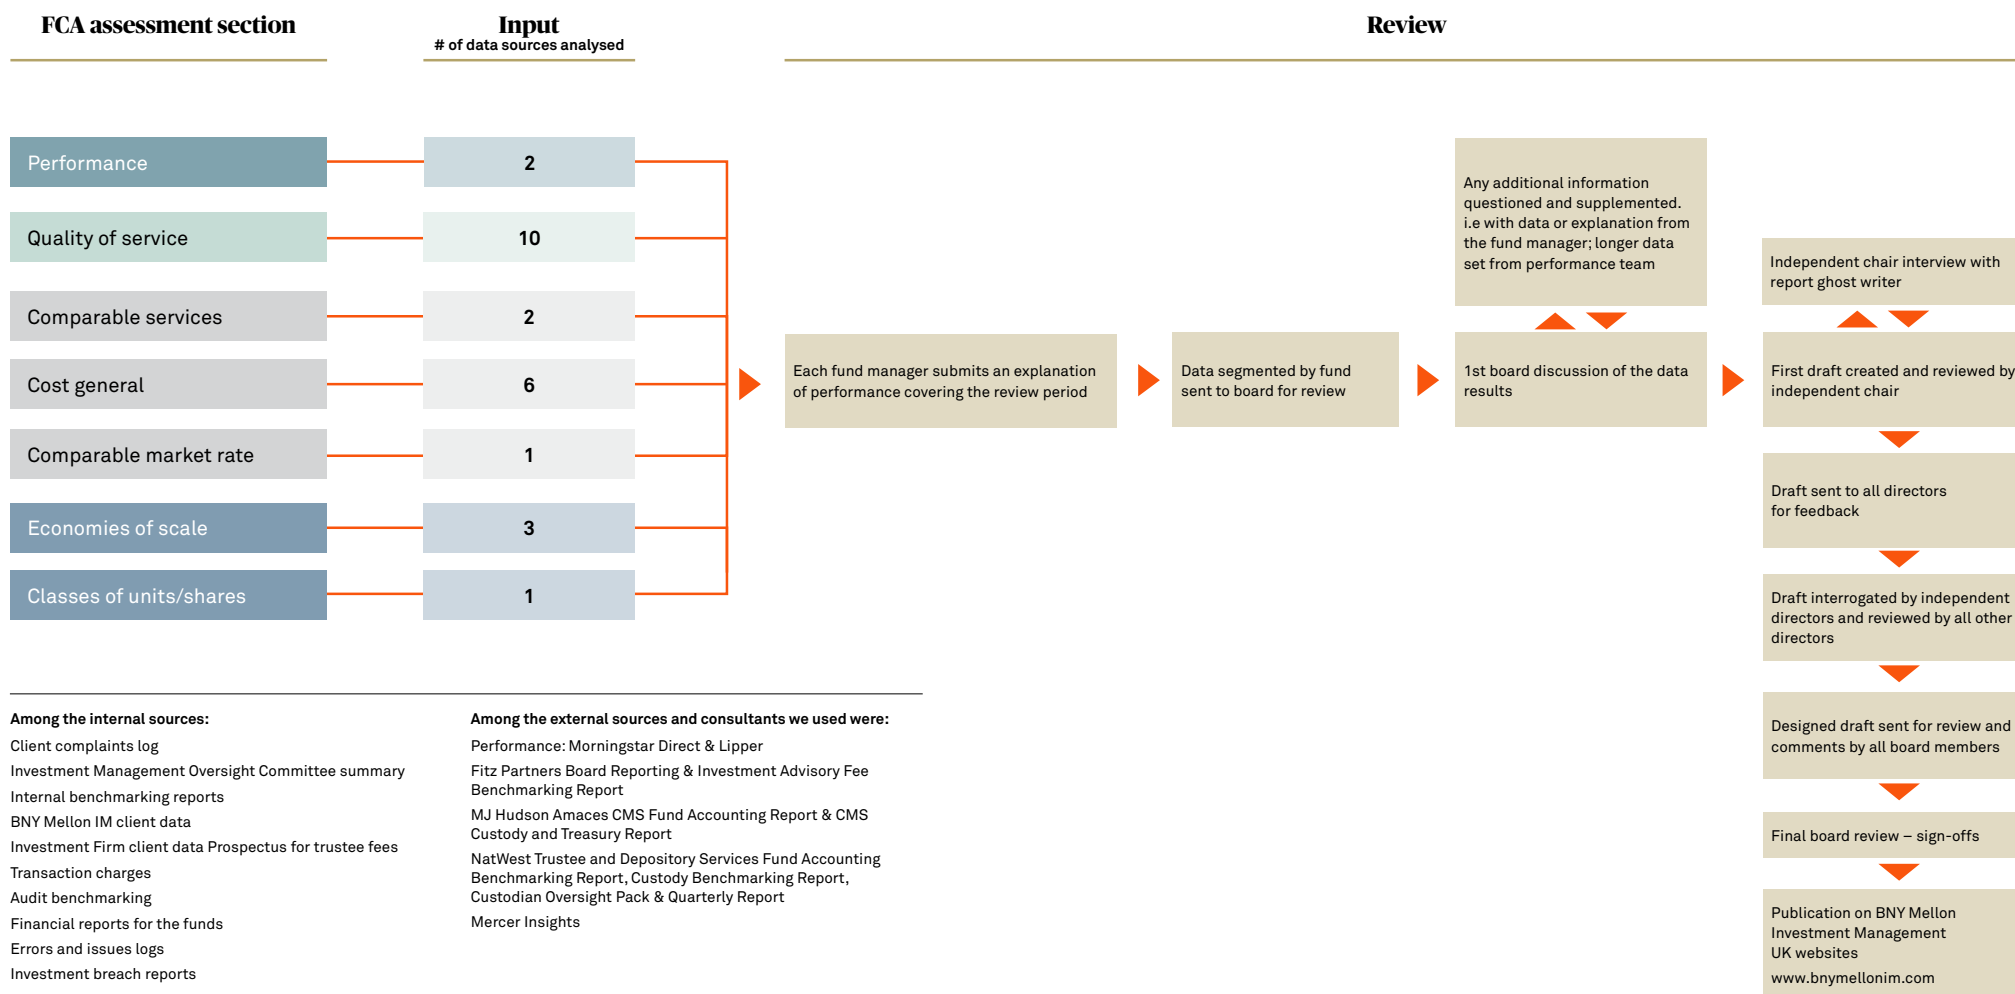 FCA assessment section
Input
# of data sources analysed
Review
Performance
2
Quality of service
10
Comparable services
2
Cost general
6
Comparable market rate
1
Economies of scale
3
Classes of units/shares
1
Each fund manager submits an explanation
of performance covering the review period
Data segmented by fund
sent to board for review
Any additional information
questioned and supplemented.
i.e with data or explanation from
the fund manager; longer data
set from performance team
1st board discussion of the data
results
Independent chair interview with
report ghost writer
First draft created and reviewed by
independent chair
Draft sent to all directors
for feedback
Draft interrogated by independent
directors and reviewed by all other
directors
Designed draft sent for review and
comments by all board members
Final board review – sign-offs
Publication on BNY Mellon
Investment Management
UK websites
www.bnymellonim.com
Among the internal sources:
Client complaints log
Investment Management Oversight Committee summary
Internal benchmarking reports
BNY Mellon IM client data
Investment Firm client data Prospectus for trustee fees
Transaction charges
Audit benchmarking
Financial reports for the funds
Errors and issues logs
Investment breach reports
Among the external sources and consultants we used were:
Performance: Morningstar Direct & Lipper
Fitz Partners Board Reporting & Investment Advisory Fee
Benchmarking Report
MJ Hudson Amaces CMS Fund Accounting Report & CMS
Custody and Treasury Report
NatWest Trustee and Depository Services Fund Accounting
Benchmarking Report, Custody Benchmarking Report,
Custodian Oversight Pack & Quarterly Report
Mercer Insights